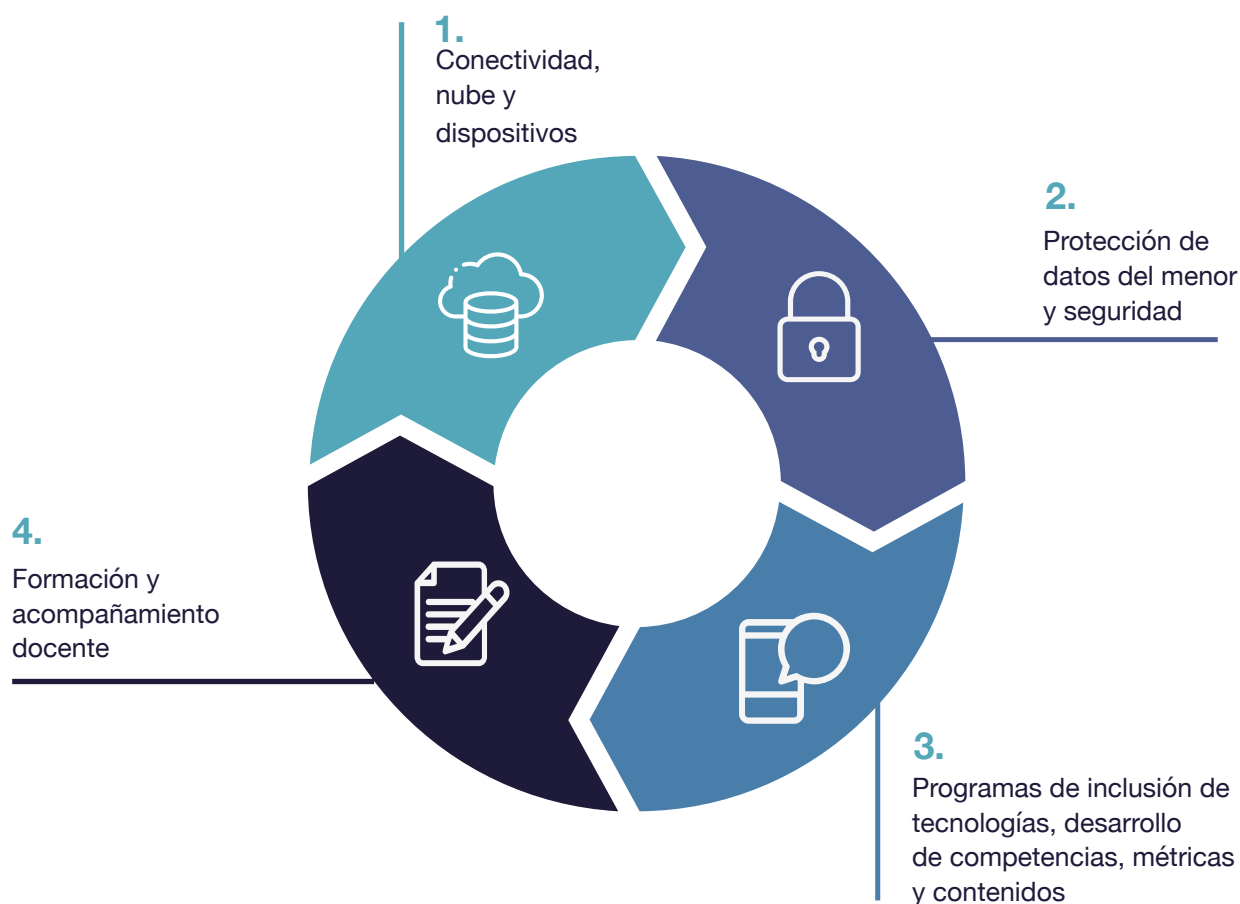 1.
Conectividad,
nube y
dispositivos
2.
Protección de
datos del menor
y seguridad
3.
Programas de inclusión de
tecnologías, desarrollo
de competencias, métricas
y contenidos
4.
Formación y
acompañamiento
docente